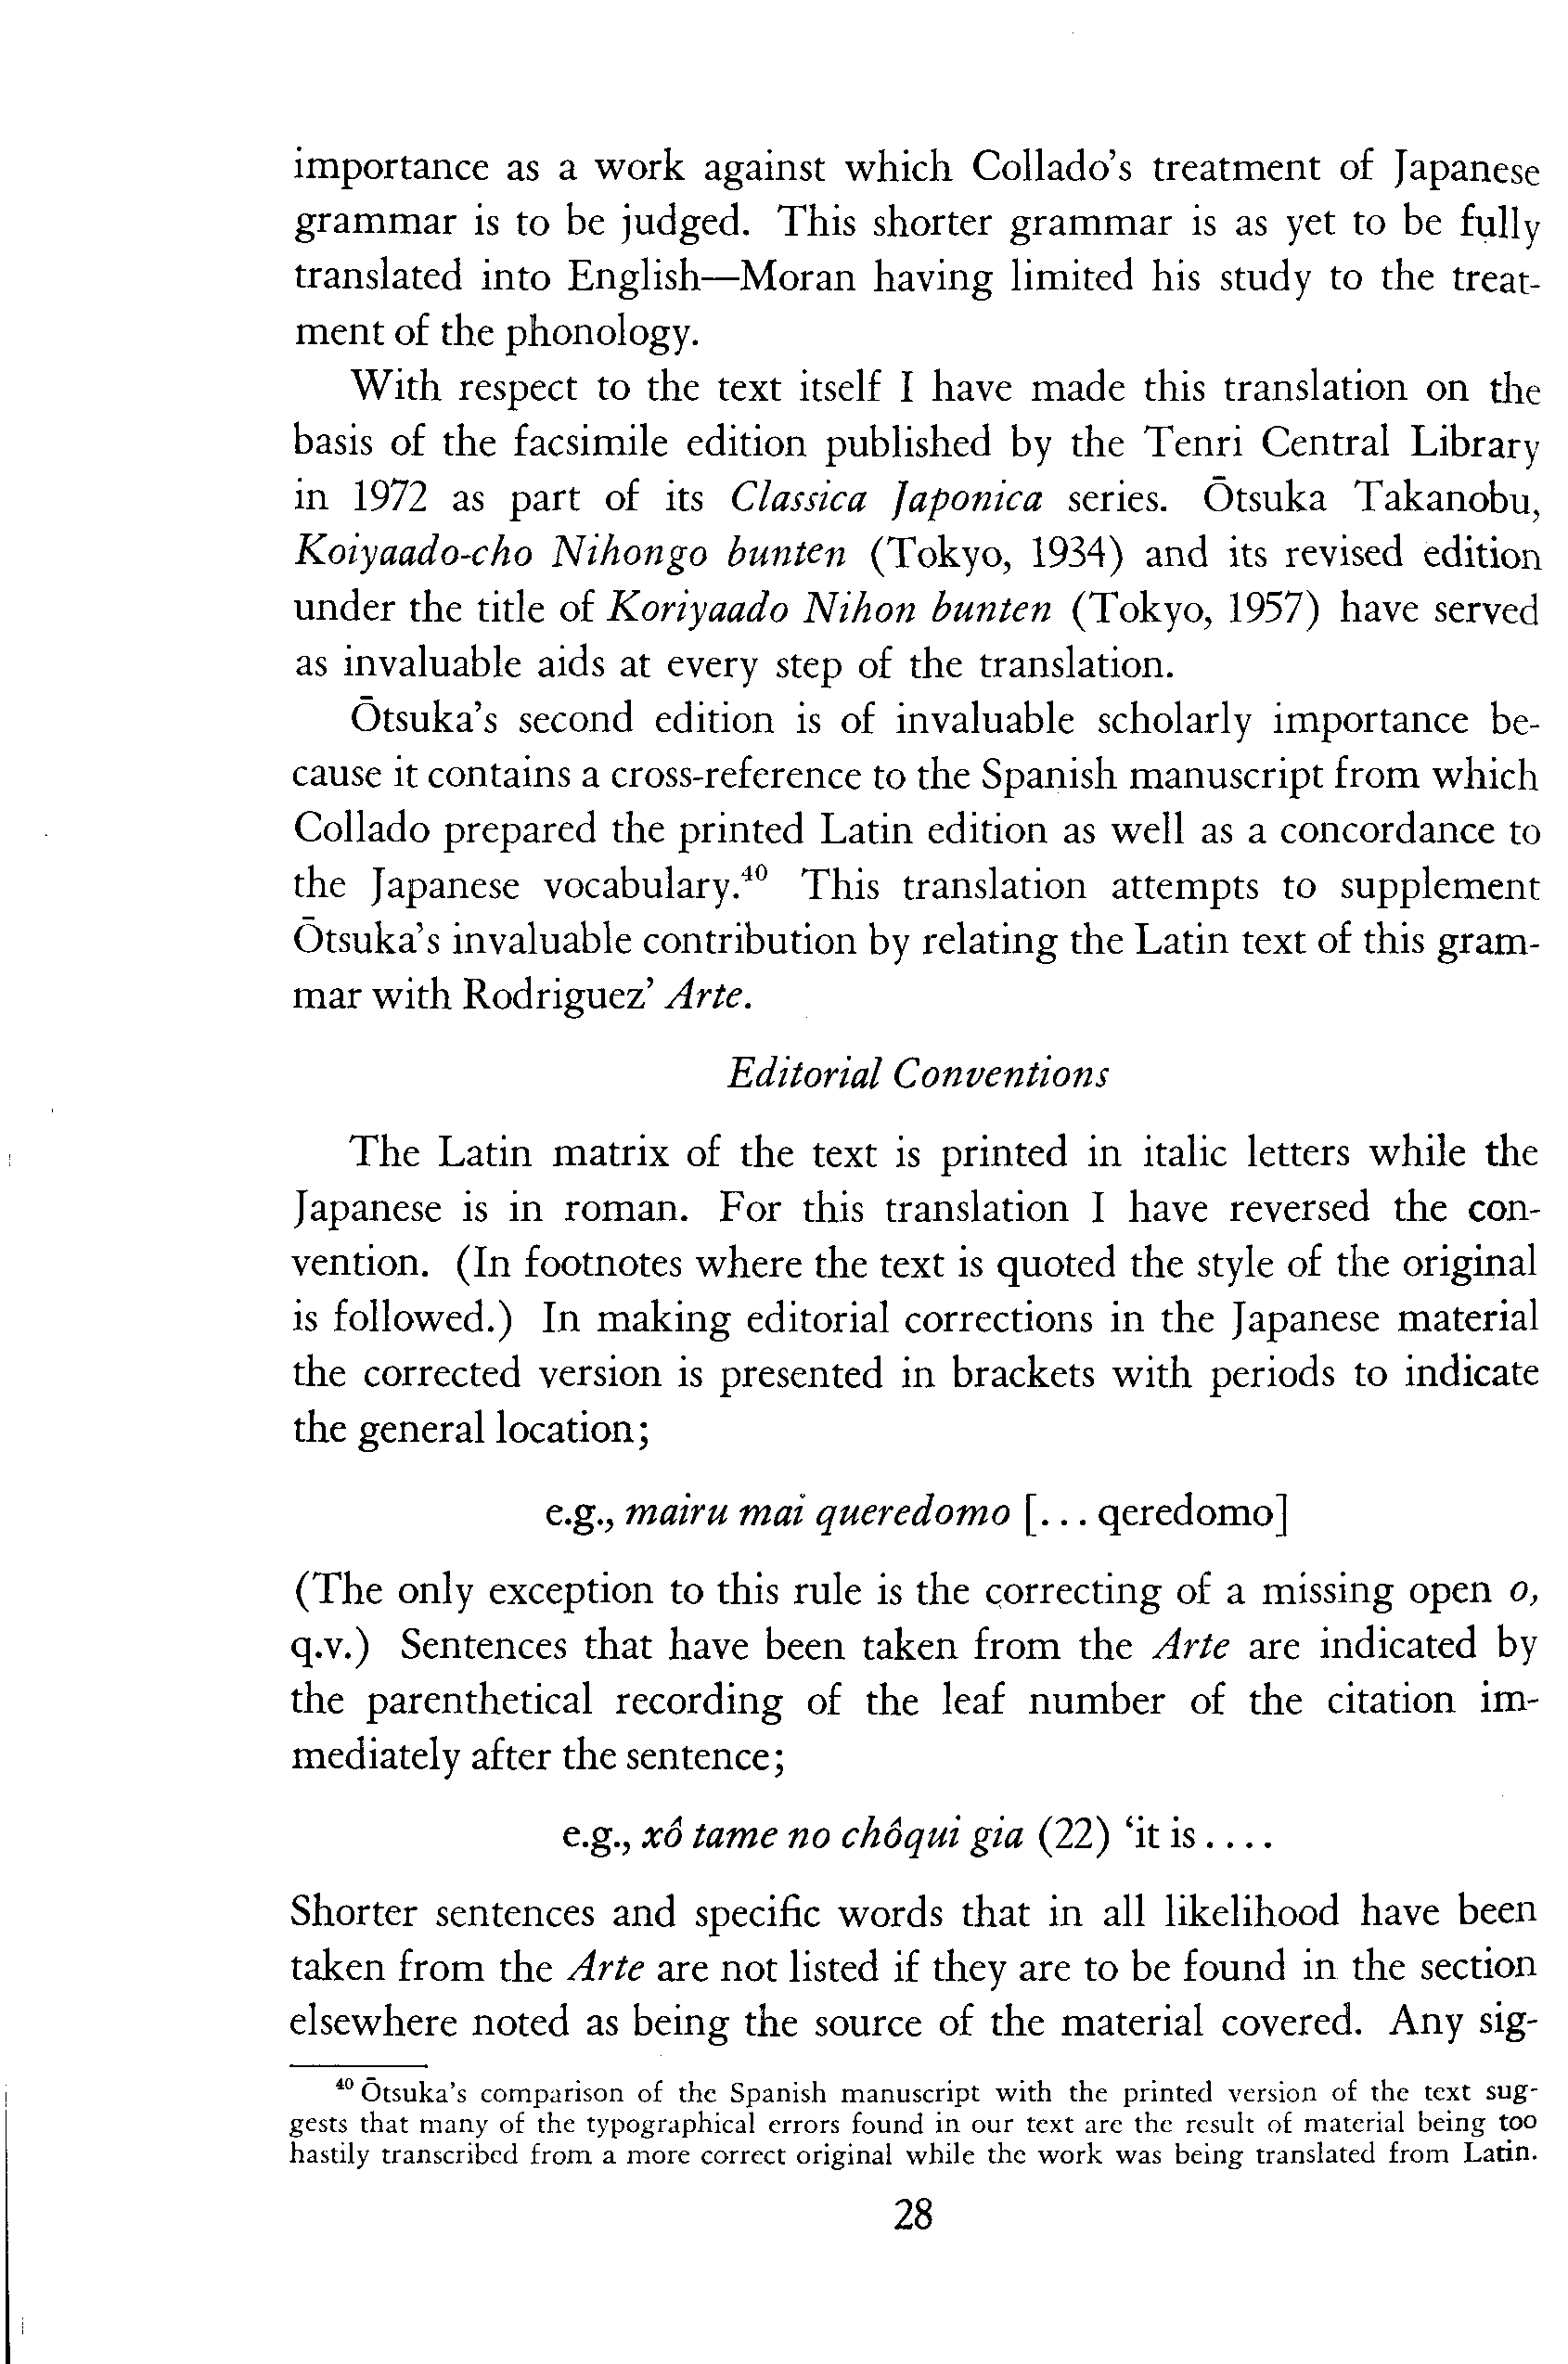 importance as a work against which Collado's treatment of Japanese
grammar is to be judged. This shorter grammar is as yet to be fully
translated into English—Moran having limited his study to the treat-
ment of the phonology.
With respect to the text itself I have made this translation on the
basis of the facsimile edition published by the Tenri Central Library
in 1972 as part of its Classica Japonica series. Ōtsuka Takanobu,
Koiyaado-cho Nihongo bunten (Tokyo, 1934) and its revised edition
under the title of Koriyaado Nihon bunten (Tokyo, 1957) have served
as invaluable aids at every step of the translation.
Ōtsuka's second edition is of invaluable scholarly importance be-
cause it contains a cross-reference to the Spanish manuscript from which
Collado prepared the printed Latin edition as well as a concordance to
the Japanese vocabulary.⁴⁰ This translation attempts to supplement
Ōtsuka's invaluable contribution by relating the Latin text of this gram-
mar with Rodriguez' Arte.
Editorial Conventions
The Latin matrix of the text is printed in italic letters while the
Japanese is in roman. For this translation I have reversed the con-
vention. (In footnotes where the text is quoted the style of the original
is followed.) In making editorial corrections in the Japanese material
the corrected version is presented in brackets with periods to indicate
the general location;
e.g., mairu mai queredomo [. . . qeredomo]
(The only exception to this rule is the correcting of a missing open o,
q.v.) Sentences that have been taken from the Arte are indicated by
the parenthetical recording of the leaf number of the citation im-
mediately after the sentence;
e.g., xô tame no chôqui gia (22) ‘it is . . . .
Shorter sentences and specific words that in all likelihood have been
taken from the Arte are not listed if they are to be found in the section
elsewhere noted as being the source of the material covered. Any sig-
⁴⁰ Ōtsuka's comparison of the Spanish manuscript with the printed version of the text sug-
gests that many of the typographical errors found in our text are the result of material being too
hastily transcribed from a more correct original while the work was being translated from Latin.
28